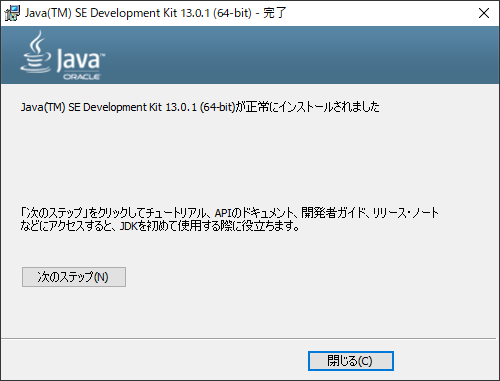 Java(TM) SE Development Kit 13.0.1 (64-bit) - 完了
Java™
ORACLE
Java(TM) SE Development Kit 13.0.1 (64-bit)が正常にインストールされました
「次のステップ」をクリックしてチュートリアル、APIのドキュメント、開発者ガイド、リリース・ノート
などにアクセスすると、JDKを初めて使用する際に役立ちます。
次のステップ(N)
閉じる(C)